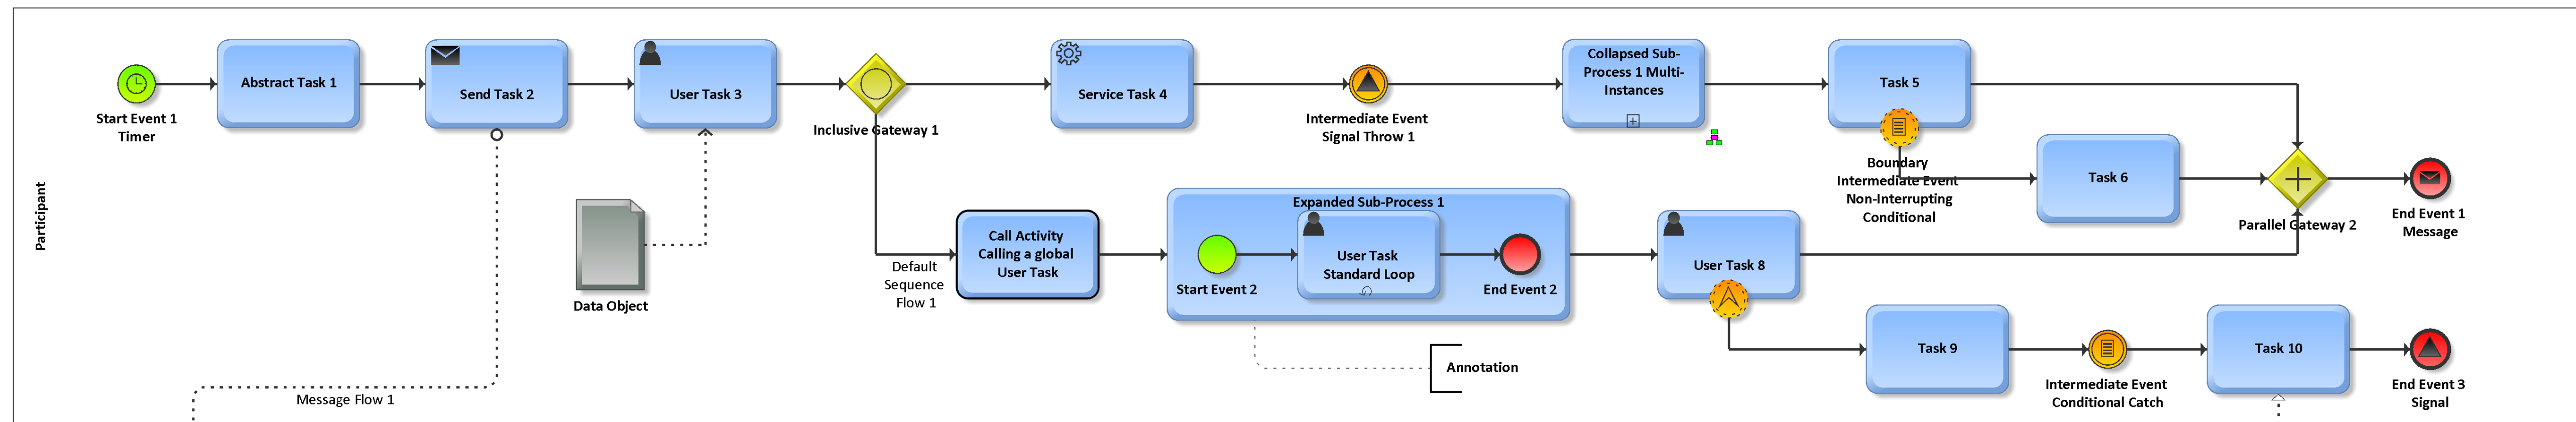 Participant
Start Event 1
Timer
Abstract Task 1
Send Task 2
User Task 3
Inclusive Gateway 1
Service Task 4
Intermediate Event
Signal Throw 1
Collapsed Sub-
Process 1 Multi-
Instances
Task 5
Boundary
Intermediate Event
Non-Interrupting
Conditional
Task 6
Parallel Gateway 2
End Event 1
Message
Data Object
Default
Sequence
Flow 1
Call Activity
Calling a global
User Task
Expanded Sub-Process 1
Start Event 2
User Task
Standard Loop
End Event 2
User Task 8
Annotation
Task 9
Intermediate Event
Conditional Catch
Task 10
End Event 3
Signal
Message Flow 1